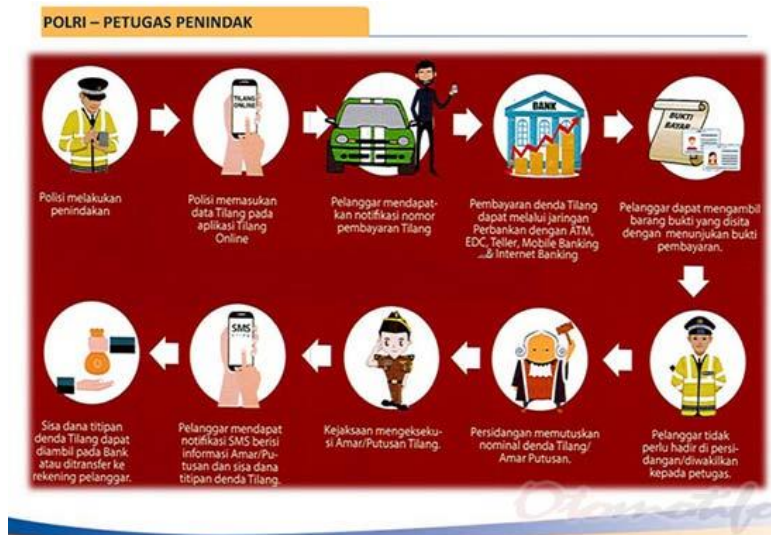 POLRI – PETUGAS PENINDAK
Polisi melakukan
penindakan
TILANG
ONLINE
Polisi memasukan
data Tilang pada
aplikasi Tilang
Online
Pelanggar mendapat-
kan notifikasi nomor
pembayaran Tilang
BANK
Pembayaran denda Tilang
dapat melalui jaringan
Perbankan dengan ATM,
EDC, Teller, Mobile Banking
& Internet Banking
BUKTI
BAYAR
Pelanggar dapat mengambil
barang bukti yang disita
dengan menunjukan bukti
pembayaran.
Pelanggar tidak
perlu hadir di persi-
dangan/diwakilkan
kepada petugas.
Persidangan memutuskan
nominal denda Tilang/
Amar Putusan.
Kejaksaan mengekseku-
si Amar/Putusan Tilang.
SMS
Pelanggar mendapat
notifikasi SMS berisi
informasi Amar/Pu-
tusan dan sisa dana
titipan denda Tilang.
Sisa dana titipan
denda Tilang dapat
diambil pada Bank
atau ditransfer ke
rekening pelanggar.